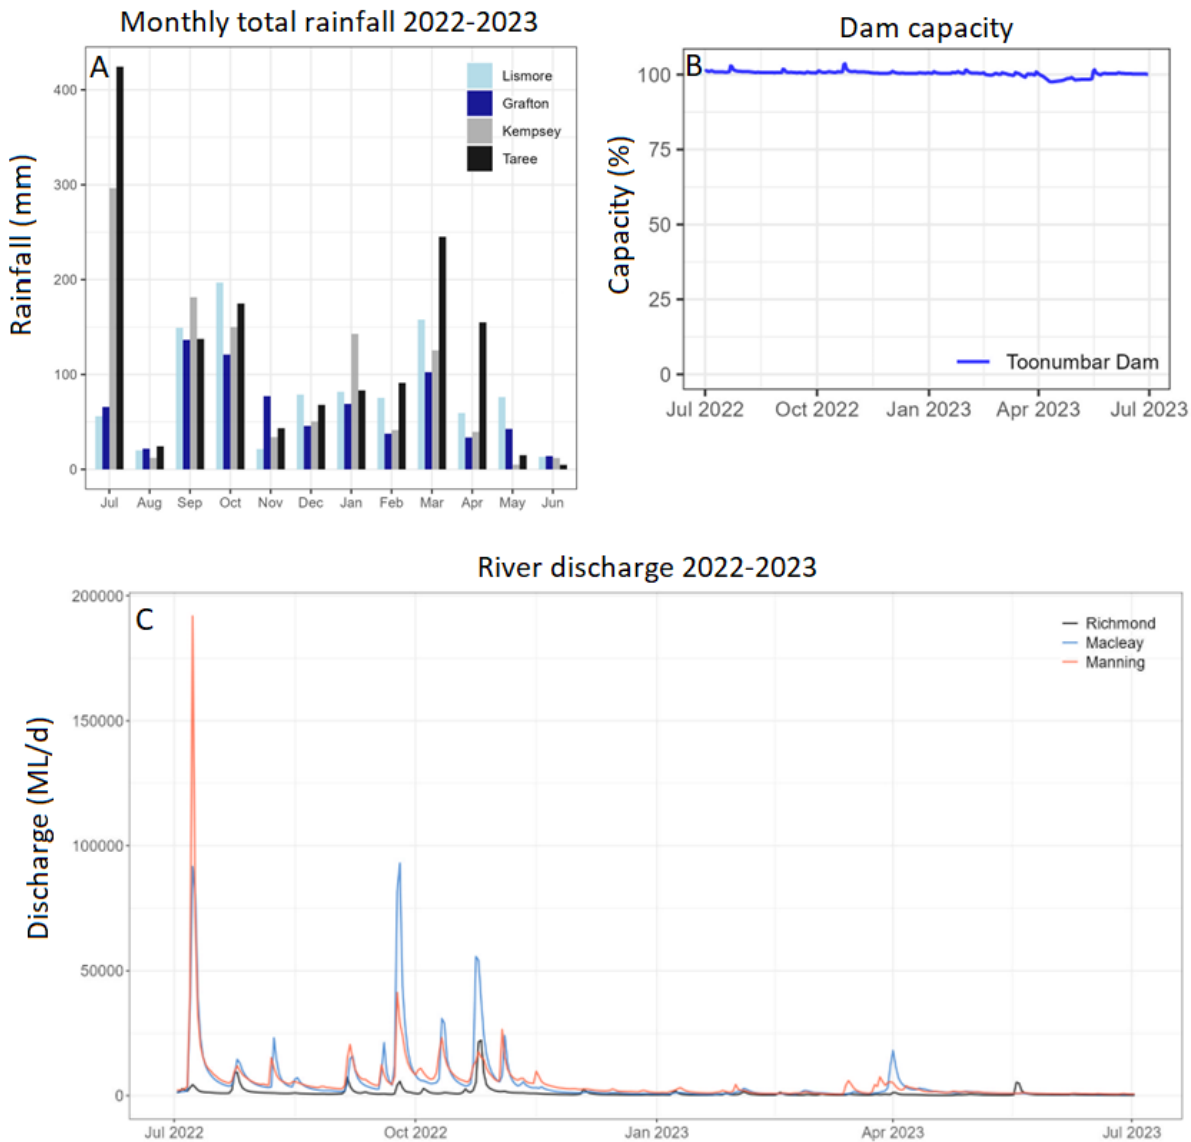 Monthly total rainfall 2022-2023
A
Rainfall (mm)
400
300
200
100
0
Lismore
Grafton
Kempsey
Taree
Jul Aug Sep Oct Nov Dec Jan Feb Mar Apr May Jun
Dam capacity
B
Capacity (%)
100
75
50
25
0
Toonumbar Dam
Jul 2022 Oct 2022 Jan 2023 Apr 2023 Jul 2023
River discharge 2022-2023
C
Discharge (ML/d)
200000
150000
100000
50000
0
Richmond
Macleay
Manning
Jul 2022 Oct 2022 Jan 2023 Apr 2023 Jul 2023